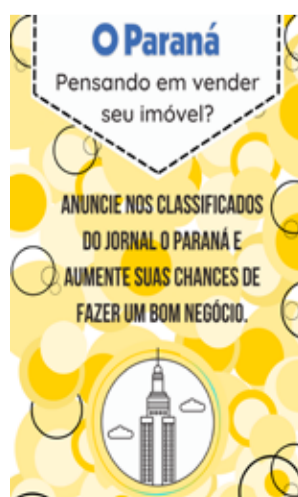 O Paraná
Pensando em vender
seu imóvel?
ANUNCIE NOS CLASSIFICADOS
DO JORNAL O PARANÁ E
AUMENTE SUAS CHANCES DE
FAZER UM BOM NEGÓCIO.